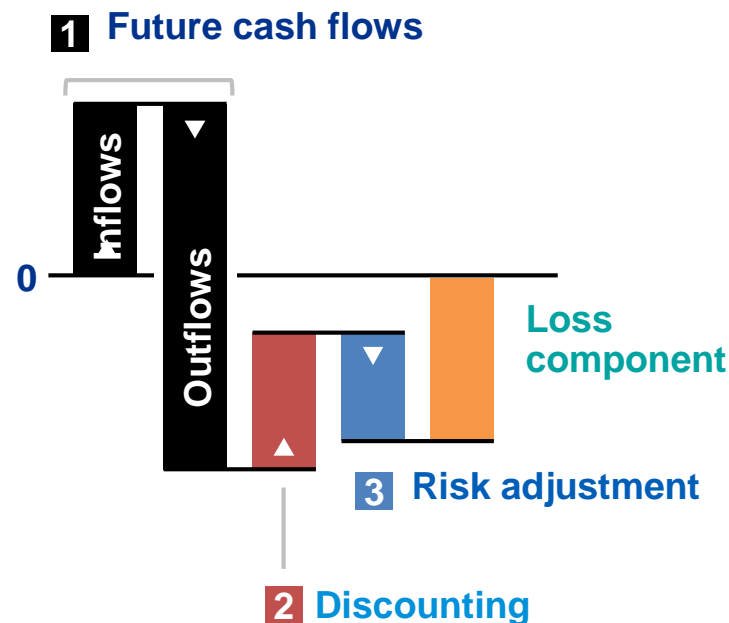 1 Future cash flows
Inflows
Outflows
0
Loss
component
3 Risk adjustment
2 Discounting